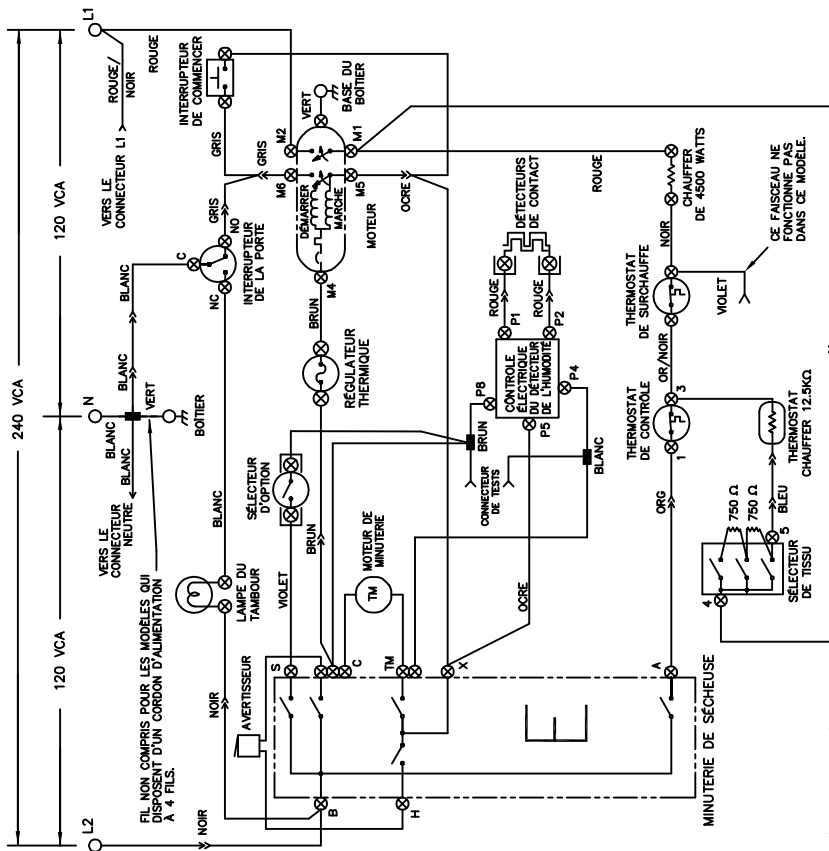 L1
N
L2
240 VCA
120 VCA
120 VCA
ROUGE/
NOIR
ROUGE
VERS LE
CONNECTEUR L1
INTERRUPTEUR
DE COMMENCER
GRIS
GRIS
GRIS
VERT
BASE DU
BOÎTIER
M2
M1
M6
M5
M4
DÉMARRER
MARCHE
MOTEUR
OCRE
ROUGE
CHAUFFER
DE 4500 WATTS
CE FAISCEAU NE
FONCTIONNE PAS
DANS CE MODÈLE.
NOIR
VIOLET
THERMOSTAT
DE SURCHAUFFE
OR/NOIR
DÉTECTEURS
DE CONTACT
ROUGE
ROUGE
P1
P2
P8
P4
P5
CONTRÔLE
ÉLECTRIQUE
DU DÉTECTEUR
DE L'HUMODITÉ
C
NO
NC
INTERRUPTEUR
DE LA PORTE
BLANC
BLANC
BLANC
BLANC
VERT
BOÎTIER
BRUN
RÉGULATEUR
THERMIQUE
VERS LE
CONNECTEUR
NEUTRE
FIL NON COMPRIS POUR LES MODÈLES QUI
DISPOSENT D'UN CORDON D'ALIMENTATION
À 4 FILS.
BLANC
LAMPE DU
TAMBOUR
SÉLECTEUR
D'OPTION
BRUN
VIOLET
BRUN
CONNECTEUR
DE TESTS
BLANC
THERMOSTAT
DE CONTRÔLE
3
1
THERMOSTAT
CHAUFFER 12.5KΩ
ORG
BLEU
750 Ω
750 Ω
5
4
SÉLECTEUR
DE TISSU
MOTEUR DE
MINUTERIE
TM
OCRE
NOIR
AVERTISSEUR
S
C
TM
X
A
B
H
NOIR
E
MINUTERIE DE SÉCHEUSE